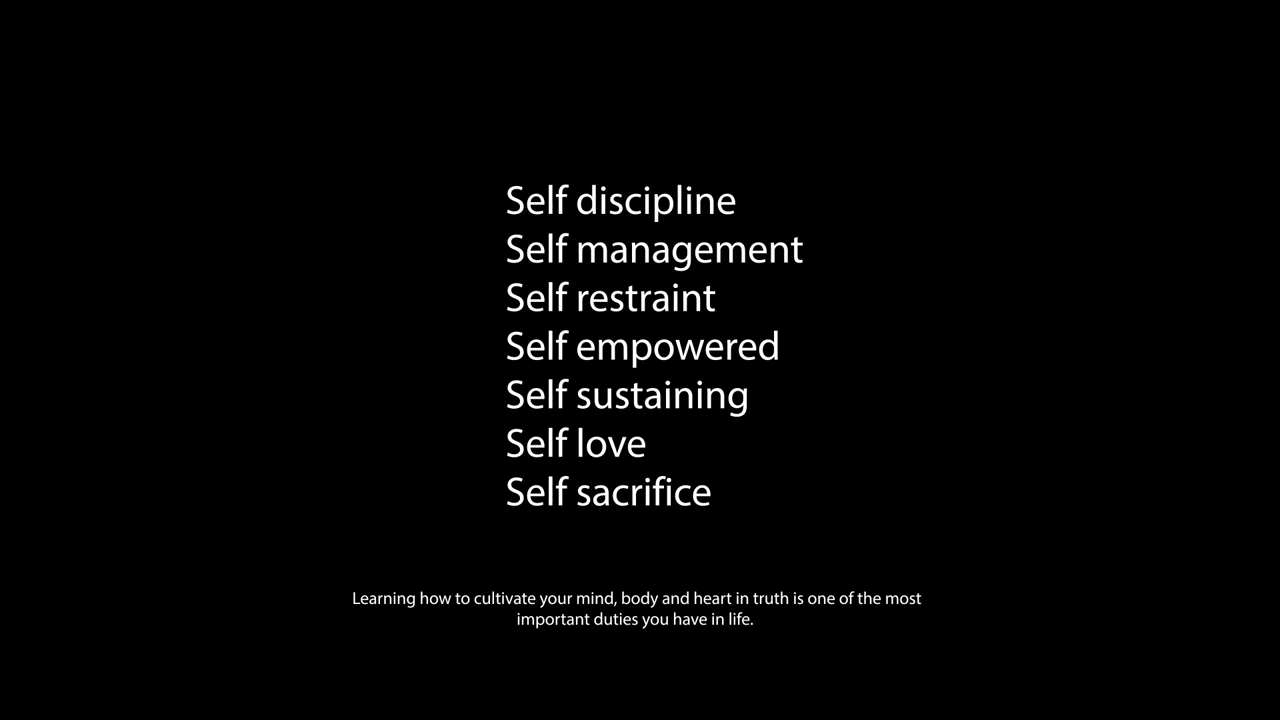 Self discipline
Self management
Self restraint
Self empowered
Self sustaining
Self love
Self sacrifice
Learning how to cultivate your mind, body and heart in truth is one of the most
important duties you have in life.